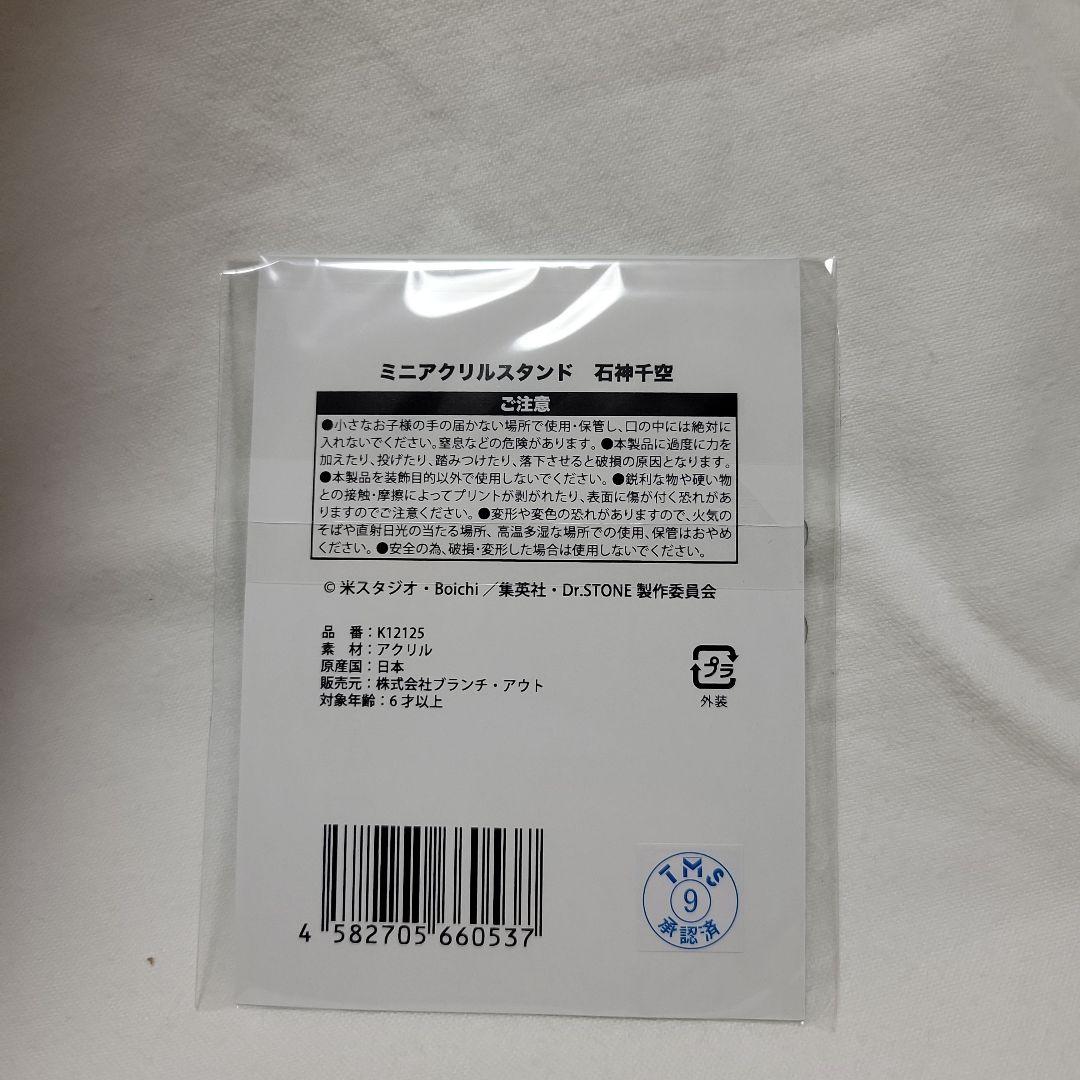 ミニアクリルスタンド　石神千空
ご注意
●小さなお子様の手の届かない場所で使用・保管し、口の中には絶対に
入れないでください。窒息などの危険があります。●本製品に過度に力を
加えたり、投げたり、踏みつけたり、落下させると破損の原因となります。
●本製品を装飾目的以外で使用しないでください。●鋭利な物や硬い物
との接触・摩擦によってプリントが剥がれたり、表面に傷が付く恐れがあ
りますのでご注意ください。●変形や変色の恐れがありますので、火気の
そばや直射日光の当たる場所、高温多湿な場所での使用、保管はおやめ
ください。●安全の為、破損・変形した場合は使用しないでください。
© 米スタジオ・Boichi／集英社・Dr.STONE 製作委員会
品　番：K12125
素　材：アクリル
原産国：日本
販売元：株式会社ブランチ・アウト
対象年齢：6 才以上
プラ
外装
4 582705 660537
TMS
9
承認済